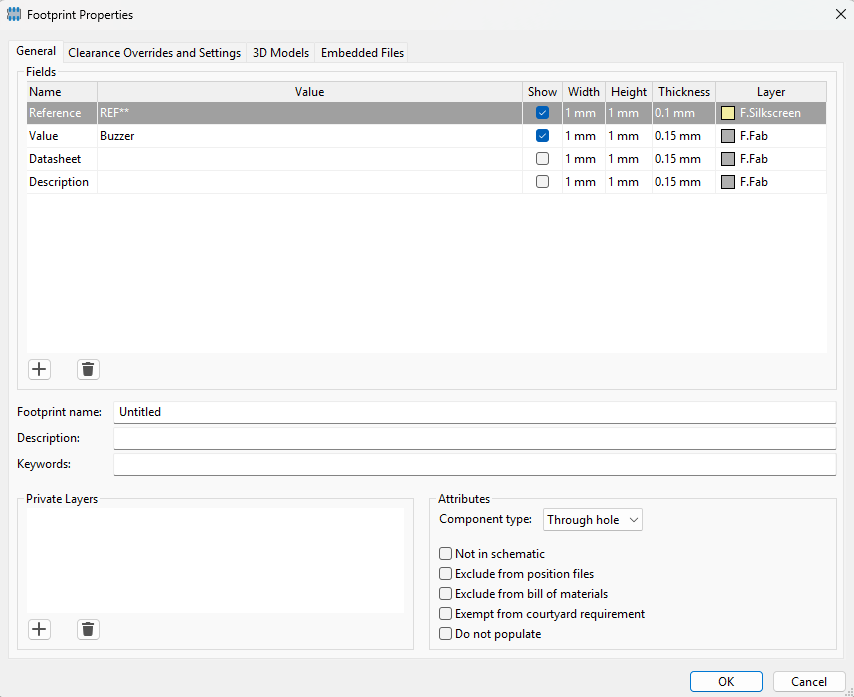 Footprint Properties
General Clearance Overrides and Settings 3D Models Embedded Files
Fields
Name Value Show Width Height Thickness Layer
Reference REF** 1 mm 1 mm 0.1 mm F.Silkscreen
Value Buzzer 1 mm 1 mm 0.15 mm F.Fab
Datasheet 1 mm 1 mm 0.15 mm F.Fab
Description 1 mm 1 mm 0.15 mm F.Fab
Footprint name: Untitled
Description:
Keywords:
Private Layers
Attributes
Component type: Through hole
Not in schematic
Exclude from position files
Exclude from bill of materials
Exempt from courtyard requirement
Do not populate
OK Cancel